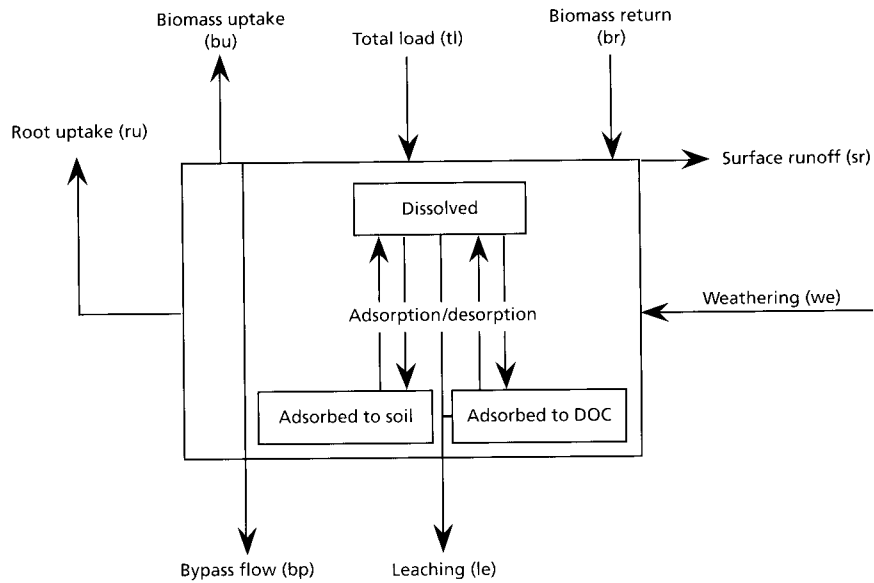 Biomass uptake
(bu)
Total load (tl)
Biomass return
(br)
Root uptake (ru)
Surface runoff (sr)
Dissolved
Weathering (we)
Adsorption/desorption
Adsorbed to soil
Adsorbed to DOC
Bypass flow (bp)
Leaching (le)